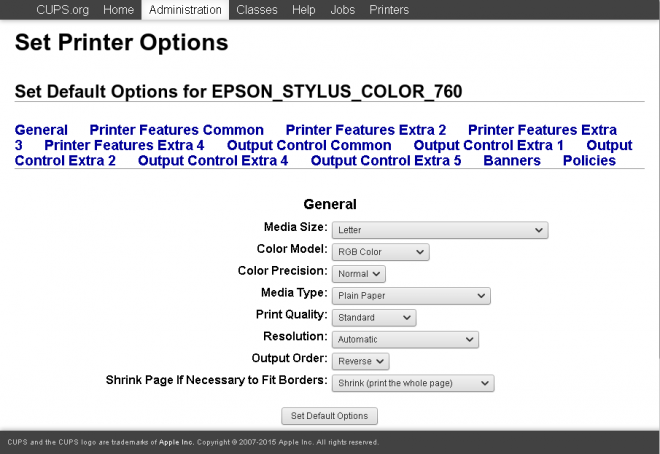 CUPS.org Home Administration Classes Help Jobs Printers
Set Printer Options
Set Default Options for EPSON_STYLUS_COLOR_760
General Printer Features Common Printer Features Extra 2 Printer Features Extra
3 Printer Features Extra 4 Output Control Common Output Control Extra 1 Output
Control Extra 2 Output Control Extra 4 Output Control Extra 5 Banners Policies
General
Media Size: Letter
Color Model: RGB Color
Color Precision: Normal
Media Type: Plain Paper
Print Quality: Standard
Resolution: Automatic
Output Order: Reverse
Shrink Page If Necessary to Fit Borders: Shrink (print the whole page)
Set Default Options
CUPS and the CUPS logo are trademarks of Apple Inc. Copyright © 2007-2015 Apple Inc. All rights reserved.